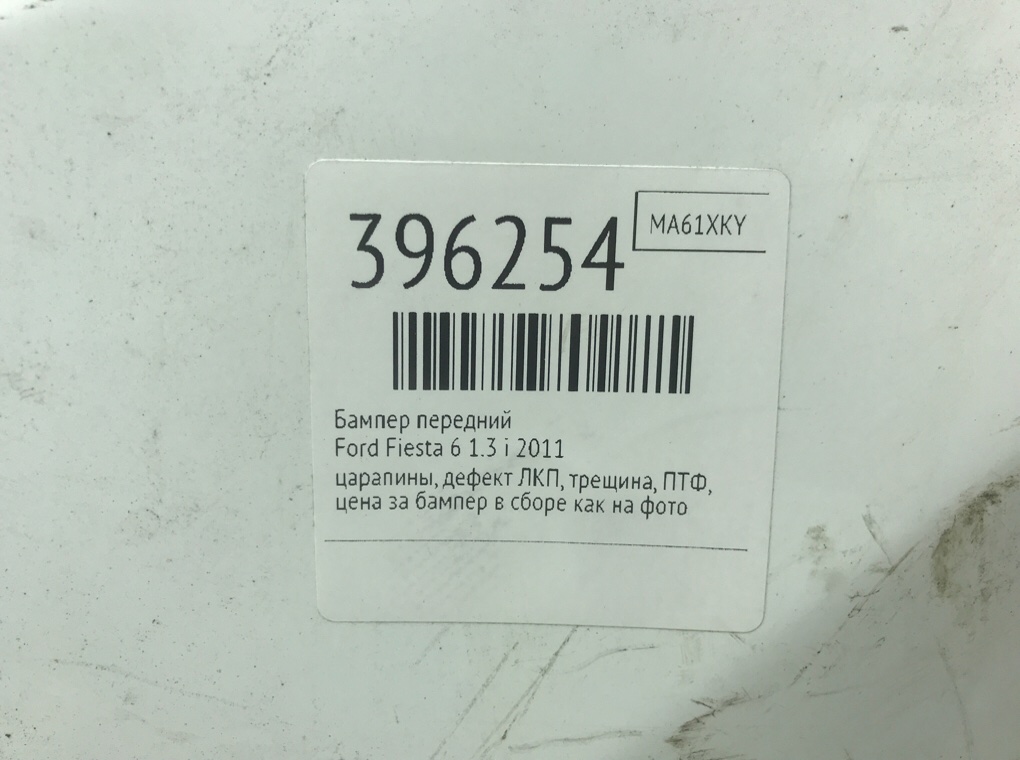 396254
MA61XKY
Бампер передний
Ford Fiesta 6 1.3 i 2011
царапины, дефект ЛКП, трещина, ПТФ,
цена за бампер в сборе как на фото